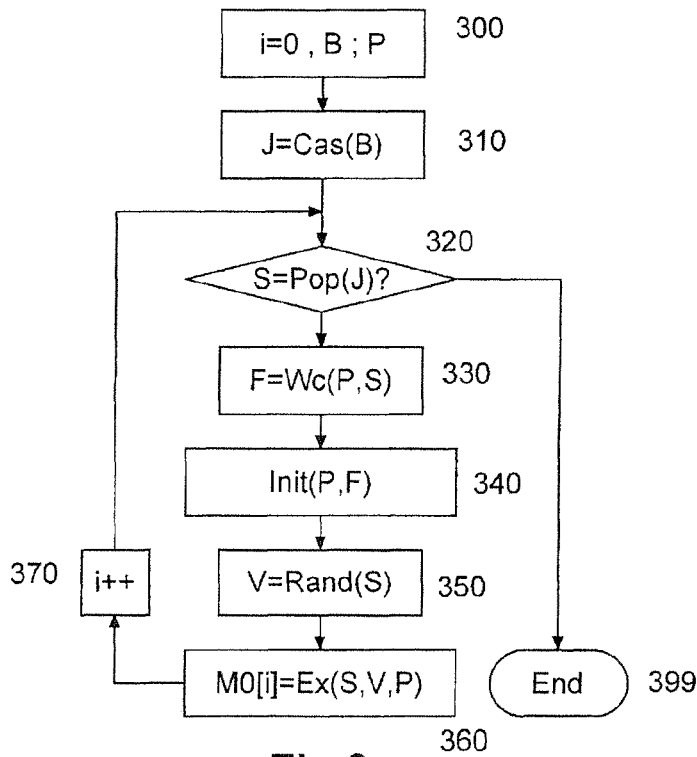 i=0 , B ; P
300
J=Cas(B)
310
320
S=Pop(J)?
F=Wc(P,S)
330
Init(P,F)
340
V=Rand(S)
350
370
i++
M0[i]=Ex(S,V,P)
360
End
399